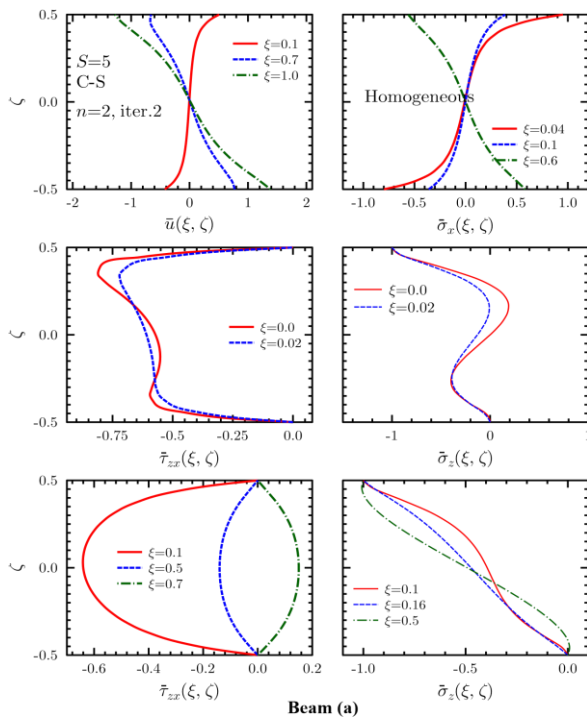 0.5
0.0
-0.5
ζ
S=5
C-S
n=2, iter.2
ξ=0.1
ξ=0.7
ξ=1.0
-2
-1
0
1
2
ū(ξ, ζ)
Homogeneous
ξ=0.04
ξ=0.1
ξ=0.6
-1.0
-0.5
0.0
0.5
1.0
σ̄x(ξ, ζ)
0.5
0.0
-0.5
ζ
ξ=0.0
ξ=0.02
-0.75
-0.50
-0.25
0.0
τ̄zx(ξ, ζ)
ξ=0.0
ξ=0.02
-1
0
1
σ̄z(ξ, ζ)
0.5
0.0
-0.5
ζ
ξ=0.1
ξ=0.5
ξ=0.7
-0.6
-0.4
-0.2
0.0
0.2
τ̄zx(ξ, ζ)
ξ=0.1
ξ=0.16
ξ=0.5
-1.0
-0.5
0.0
σ̄z(ξ, ζ)
Beam (a)